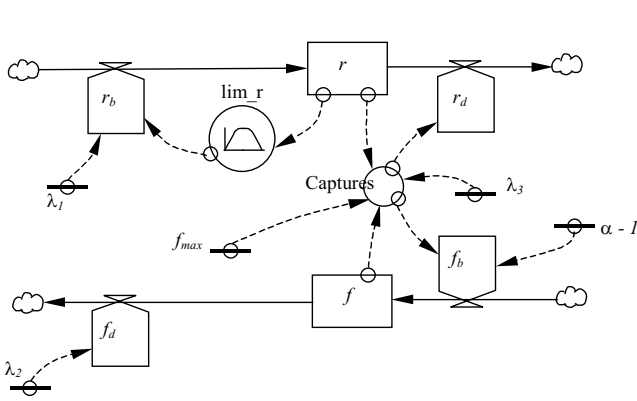 r
r_b
r_d
lim_r
Captures
λ_1
λ_3
f_max
α - 1
f_b
f
f_d
λ_2